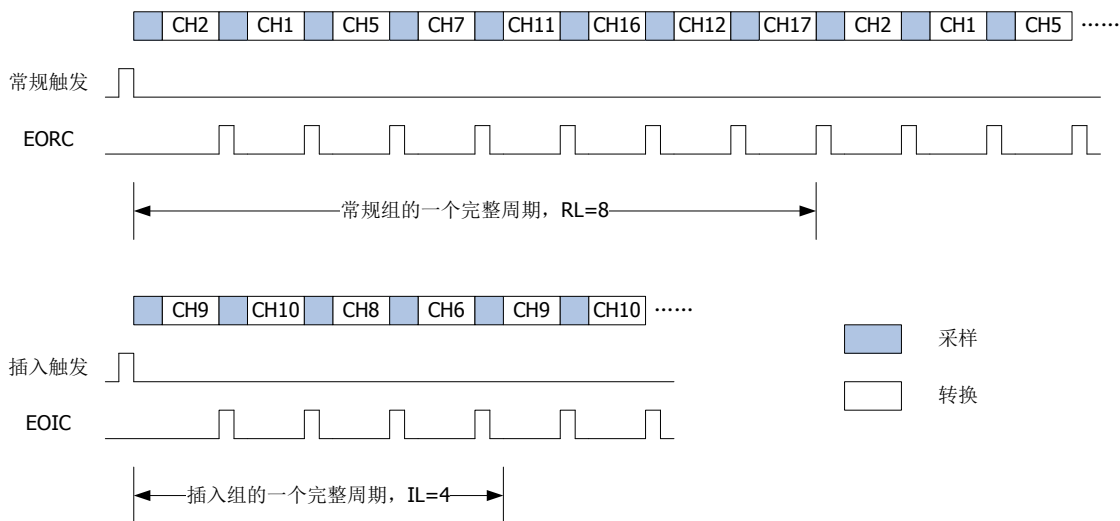 CH2 CH1 CH5 CH7 CH11 CH16 CH12 CH17 CH2 CH1 CH5 ……
常规触发
EORC
常规组的一个完整周期，RL=8
CH9 CH10 CH8 CH6 CH9 CH10 ……
采样
插入触发
转换
EOIC
插入组的一个完整周期，IL=4